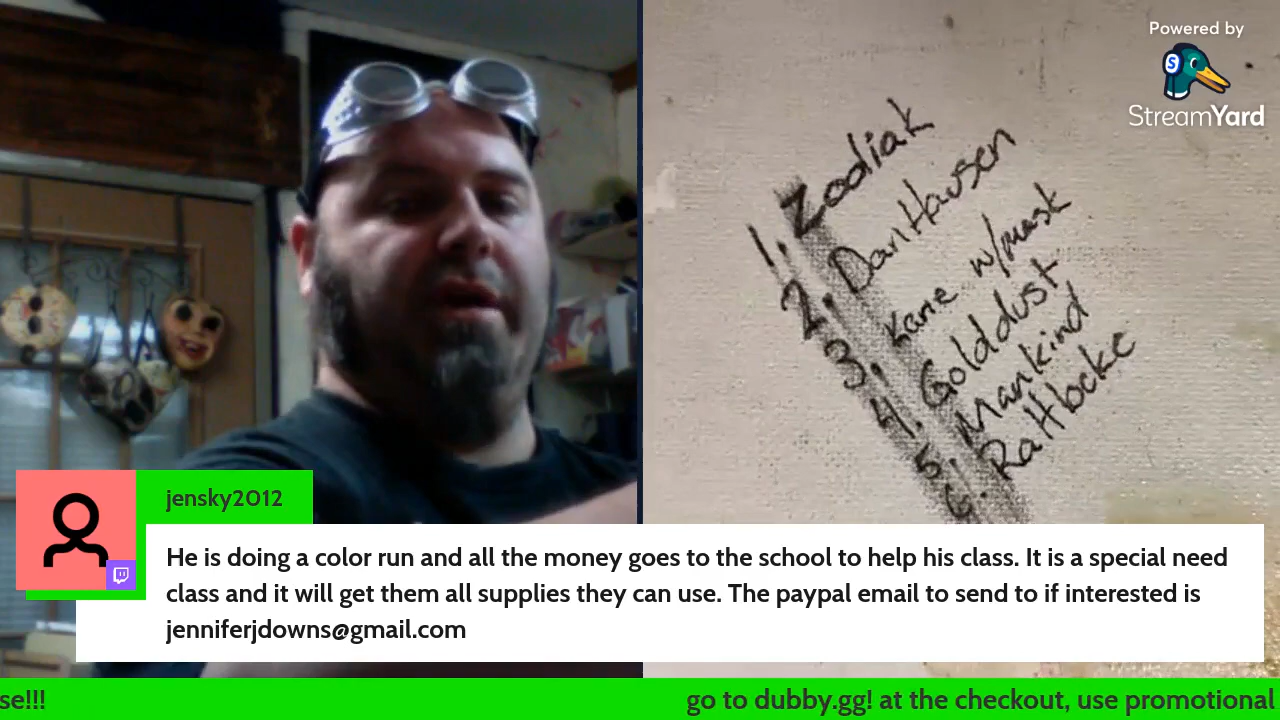 Powered by
StreamYard
1. Zodiak
2. DanHausen
3. Kane w/mask
4. Golddust
5. Mankind
6. Rattlocke
jensky2012
He is doing a color run and all the money goes to the school to help his class. It is a special need
class and it will get them all supplies they can use. The paypal email to send to if interested is
jenniferjdowns@gmail.com
se!!! go to dubby.gg! at the checkout, use promotional